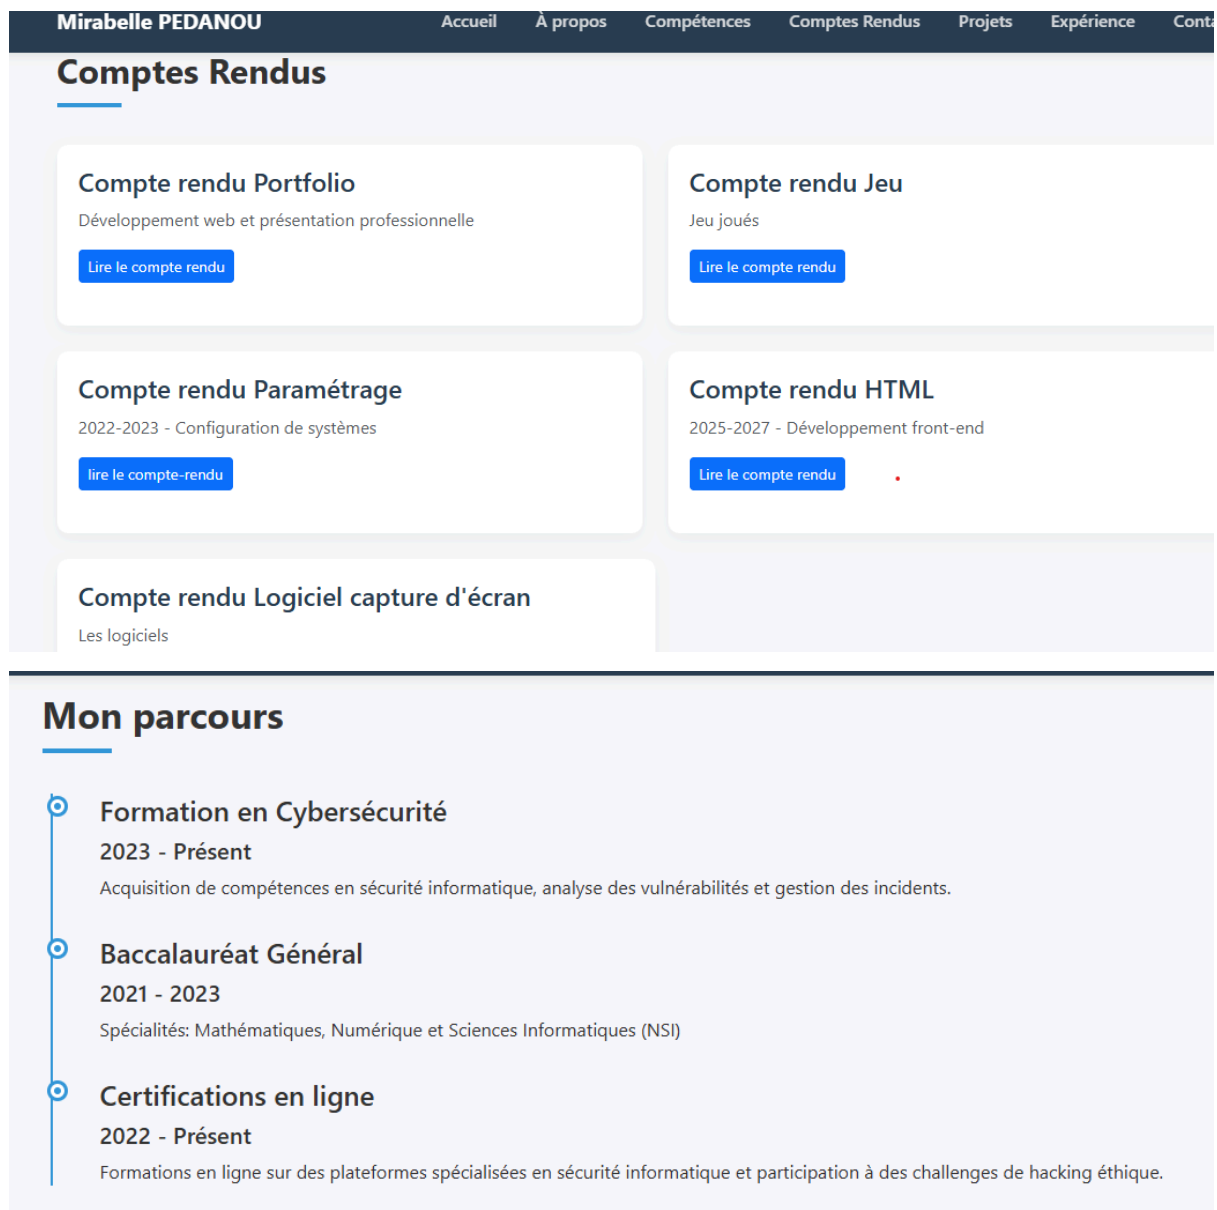 Mirabelle PEDANOU Accueil À propos Compétences Comptes Rendus Projets Expérience
Comptes Rendus
Compte rendu Portfolio
Développement web et présentation professionnelle
Lire le compte rendu
Compte rendu Jeu
Jeu joués
Lire le compte rendu
Compte rendu Paramétrage
2022-2023 - Configuration de systèmes
lire le compte-rendu
Compte rendu HTML
2025-2027 - Développement front-end
Lire le compte rendu
Compte rendu Logiciel capture d'écran
Les logiciels
Mon parcours
Formation en Cybersécurité
2023 - Présent
Acquisition de compétences en sécurité informatique, analyse des vulnérabilités et gestion des incidents.
Baccalauréat Général
2021 - 2023
Spécialités: Mathématiques, Numérique et Sciences Informatiques (NSI)
Certifications en ligne
2022 - Présent
Formations en ligne sur des plateformes spécialisées en sécurité informatique et participation à des challenges de hacking éthique.